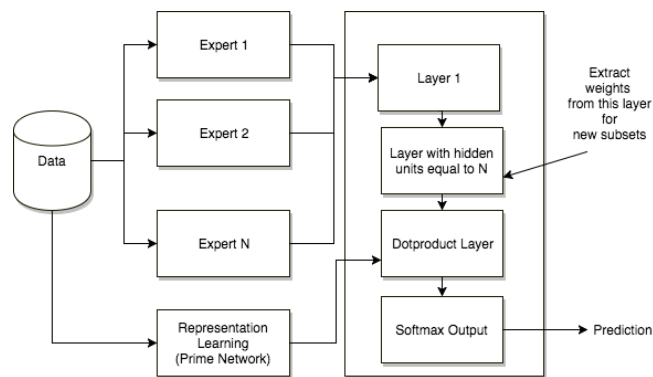 Data
Expert 1
Expert 2
Expert N
Representation
Learning
(Prime Network)
Layer 1
Layer with hidden
units equal to N
Dotproduct Layer
Softmax Output
Extract
weights
from this layer
for
new subsets
Prediction